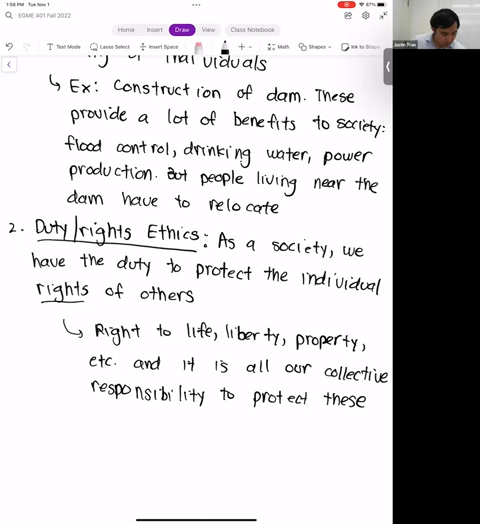 1:56 PM Tue Nov 1
87%
EGME 401 Fall 2022
Home Insert Draw View Class Notebook
Text Mode Lasso Select Insert Space Math Shapes Ink to Shape
Justin Tran
viduals
↳ Ex: Construction of dam. These
provide a lot of benefits to society:
flood control, drinking water, power
production. But people living near the
dam have to relocate
2. Duty/rights Ethics: As a society, we
have the duty to protect the individual
rights of others
↳ Right to life, liberty, property,
etc. and it is all our collective
responsibility to protect these